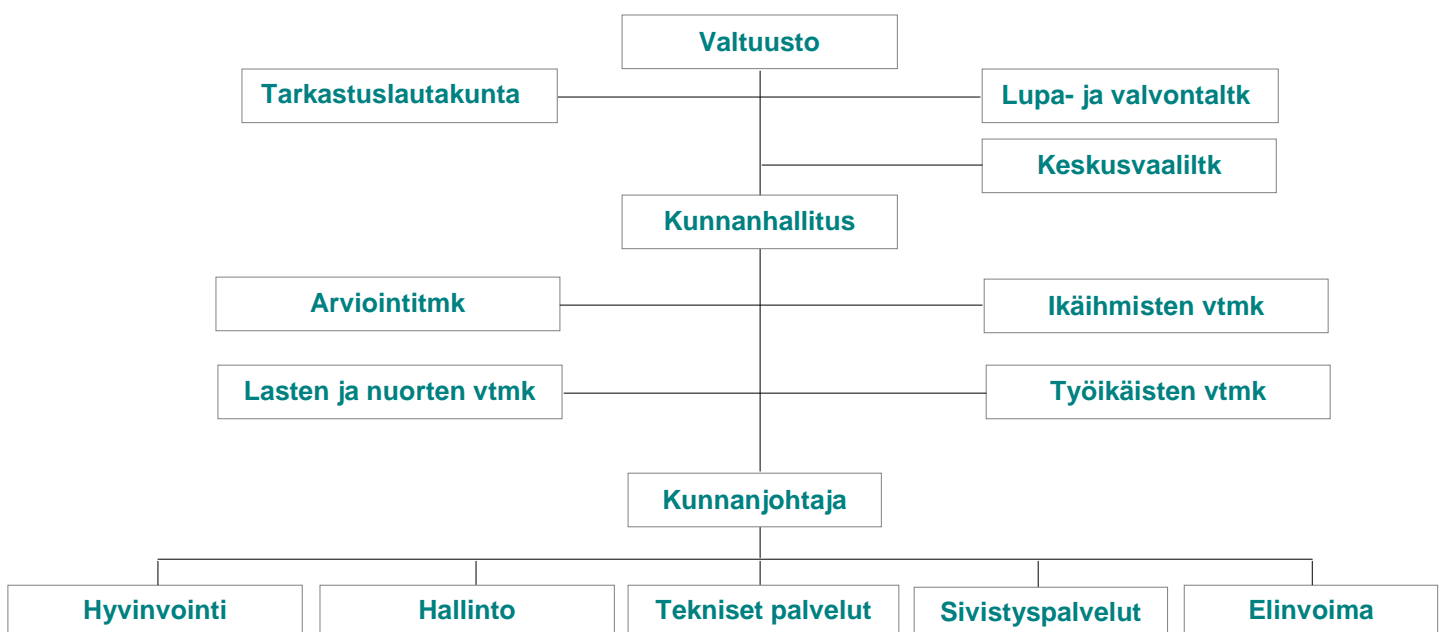 Valtuusto
Tarkastuslautakunta
Lupa- ja valvontaltk
Keskusvaaliltk
Kunnanhallitus
Arviointitmk
Ikäihmisten vtmk
Lasten ja nuorten vtmk
Työikäisten vtmk
Kunnanjohtaja
Hyvinvointi
Hallinto
Tekniset palvelut
Sivistyspalvelut
Elinvoima